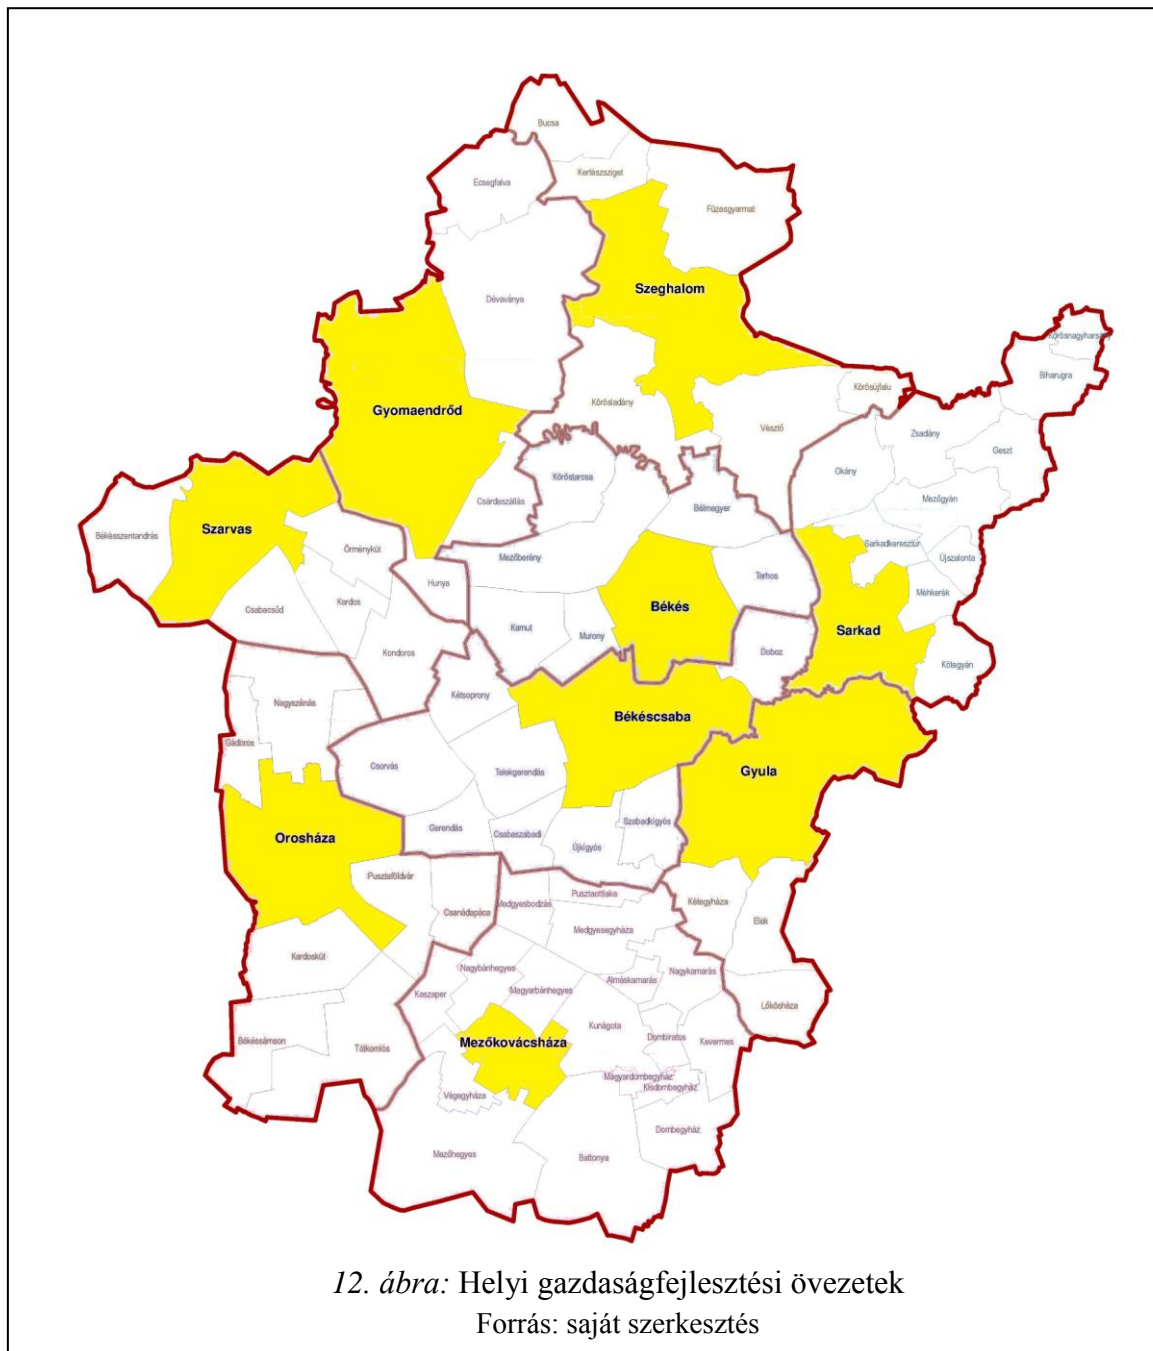 Bucsa
Kertészsziget
Ecsegfalva
Füzesgyarmat
Szeghalom
Dévaványa
Körösnagyharsány
Biharugra
Körösújfalu
Körösladány
Gyomaendrőd
Vésztő
Zsadány
Geszt
Okány
Mezőgyán
Köröstarcsa
Csárdaszállás
Bélmegyer
Szarvas
Békésszentandrás
Örménykút
Mezőberény
Sarkadkeresztúr
Újszalonta
Tarhos
Méhkerék
Hunya
Csabacsűd
Kardos
Békés
Kamut
Murony
Sarkad
Kondoros
Doboz
Kötegyán
Kétsoprony
Nagyszénás
Békéscsaba
Gádoros
Csorvás
Telekgerendás
Gyula
Orosháza
Gerendás
Csabaszabadi
Szabadkígyós
Újkígyós
Pusztaföldvár
Pusztaottlaka
Medgyesbodzás
Csanádapáca
Kétegyháza
Elek
Medgyesegyháza
Kardoskút
Nagybánhegyes
Nagykamarás
Almáskamarás
Kaszaper
Magyarbánhegyes
Lőkösháza
Kunágota
Békéssámson
Tótkomlós
Mezőkovácsháza
Dombiratos
Kevermes
Magyardombegyház
Kisdombegyház
Végegyháza
Dombegyház
Mezőhegyes
Battonya
12. ábra: Helyi gazdaságfejlesztési övezetek
Forrás: saját szerkesztés